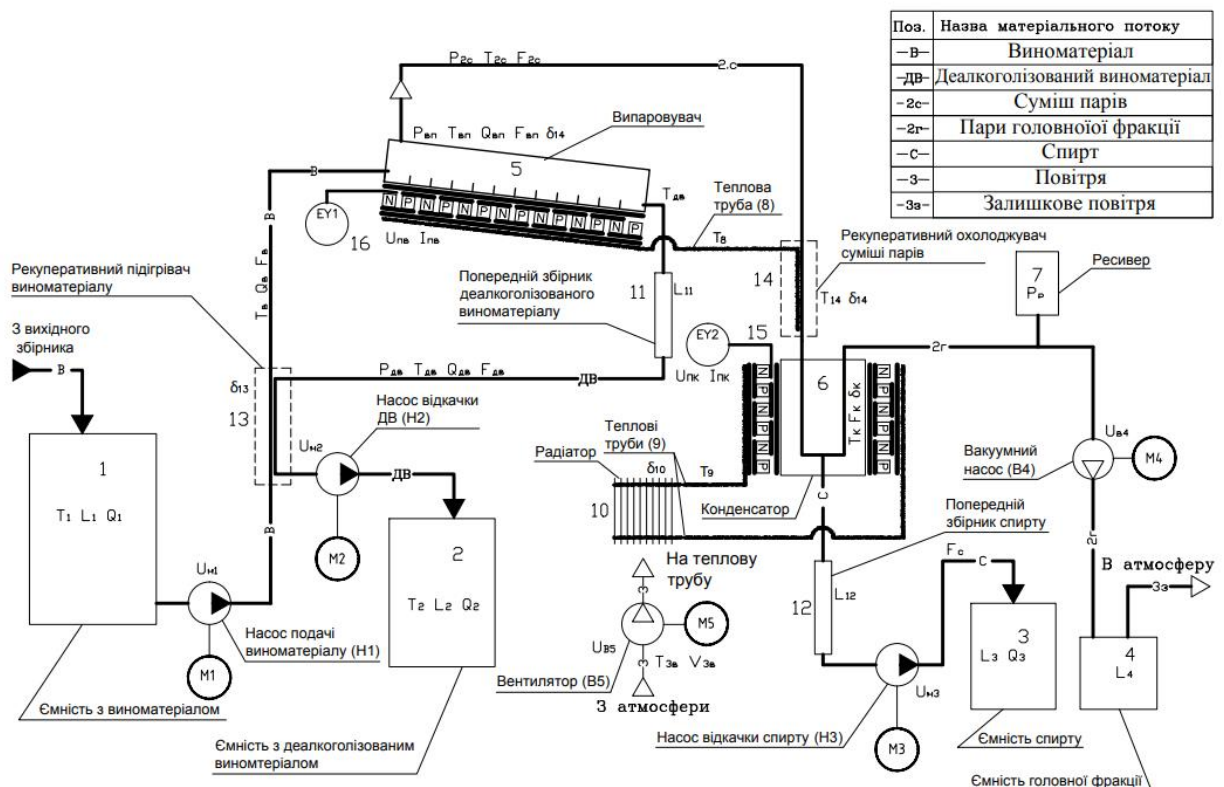 Поз. Назва матеріального потоку
—В— Виноматеріал
—ДВ— Деалкоголізований виноматеріал
—2с— Суміш парів
—2г— Пари головноїої фракції
—С— Спирт
—З— Повітря
—Зз— Залишкове повітря
P2с T2с F2с
2.с
Pвп Tвп Qвп Fвп δ14
Випаровувач
5
В
N P N P N P N P N P N P
Tдв
EY1
16
Uпв Iпв
Теплова
труба (8)
T8
Рекуперативний охолоджувач
суміші парів
14
T14 δ14
7
Pр
Ресивер
Рекуперативний підігрівач
виноматеріалу
В
Tв Qв Fв
Попередній збірник
деалкоголізованого
виноматеріалу
11
L11
15
EY2
Uпк Iпк
2г
З вихідного
збірника
В
Pдв Tдв Qдв Fдв
ДВ
6
Tк Fк δк
N P N P N P
N P N P N P
δ13
13
Насос відкачки
ДВ (Н2)
Uм2
ДВ
M2
Теплові
труби (9)
Радіатор
δ10
T9
10
Конденсатор
С
Uв4
Вакуумний
насос (В4)
M4
2г
1
T1 L1 Q1
В
2
T2 L2 Q2
Uм1
M1
Насос подачі
виноматеріалу (Н1)
На теплову
трубу
З
Uв5
M5
З
Tзв Vзв
Вентилятор (В5)
З атмосфери
Попередній
збірник спирту
12
L12
Fс
С
3
L3 Q3
В атмосферу
Зз
4
L4
Uм3
M3
Насос відкачки спирту (Н3)
Ємність з виноматеріалом
Ємність з деалкоголізованим
виномтеріалом
Ємність спирту
Ємність головної фракції